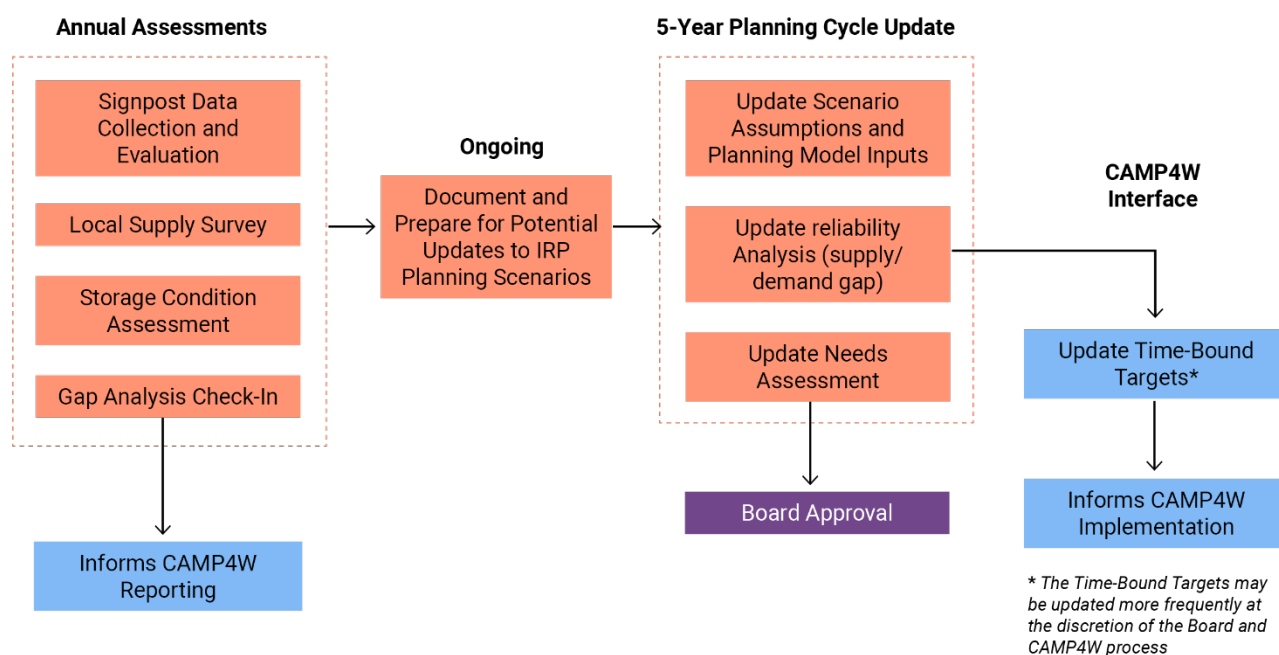 Annual Assessments
Signpost Data
Collection and
Evaluation
Local Supply Survey
Storage Condition
Assessment
Gap Analysis Check-In
Informs CAMP4W
Reporting
Ongoing
Document and
Prepare for Potential
Updates to IRP
Planning Scenarios
5-Year Planning Cycle Update
Update Scenario
Assumptions and
Planning Model Inputs
Update reliability
Analysis (supply/
demand gap)
Update Needs
Assessment
Board Approval
CAMP4W
Interface
Update Time-Bound
Targets*
Informs CAMP4W
Implementation
* The Time-Bound Targets may
be updated more frequently at
the discretion of the Board and
CAMP4W process